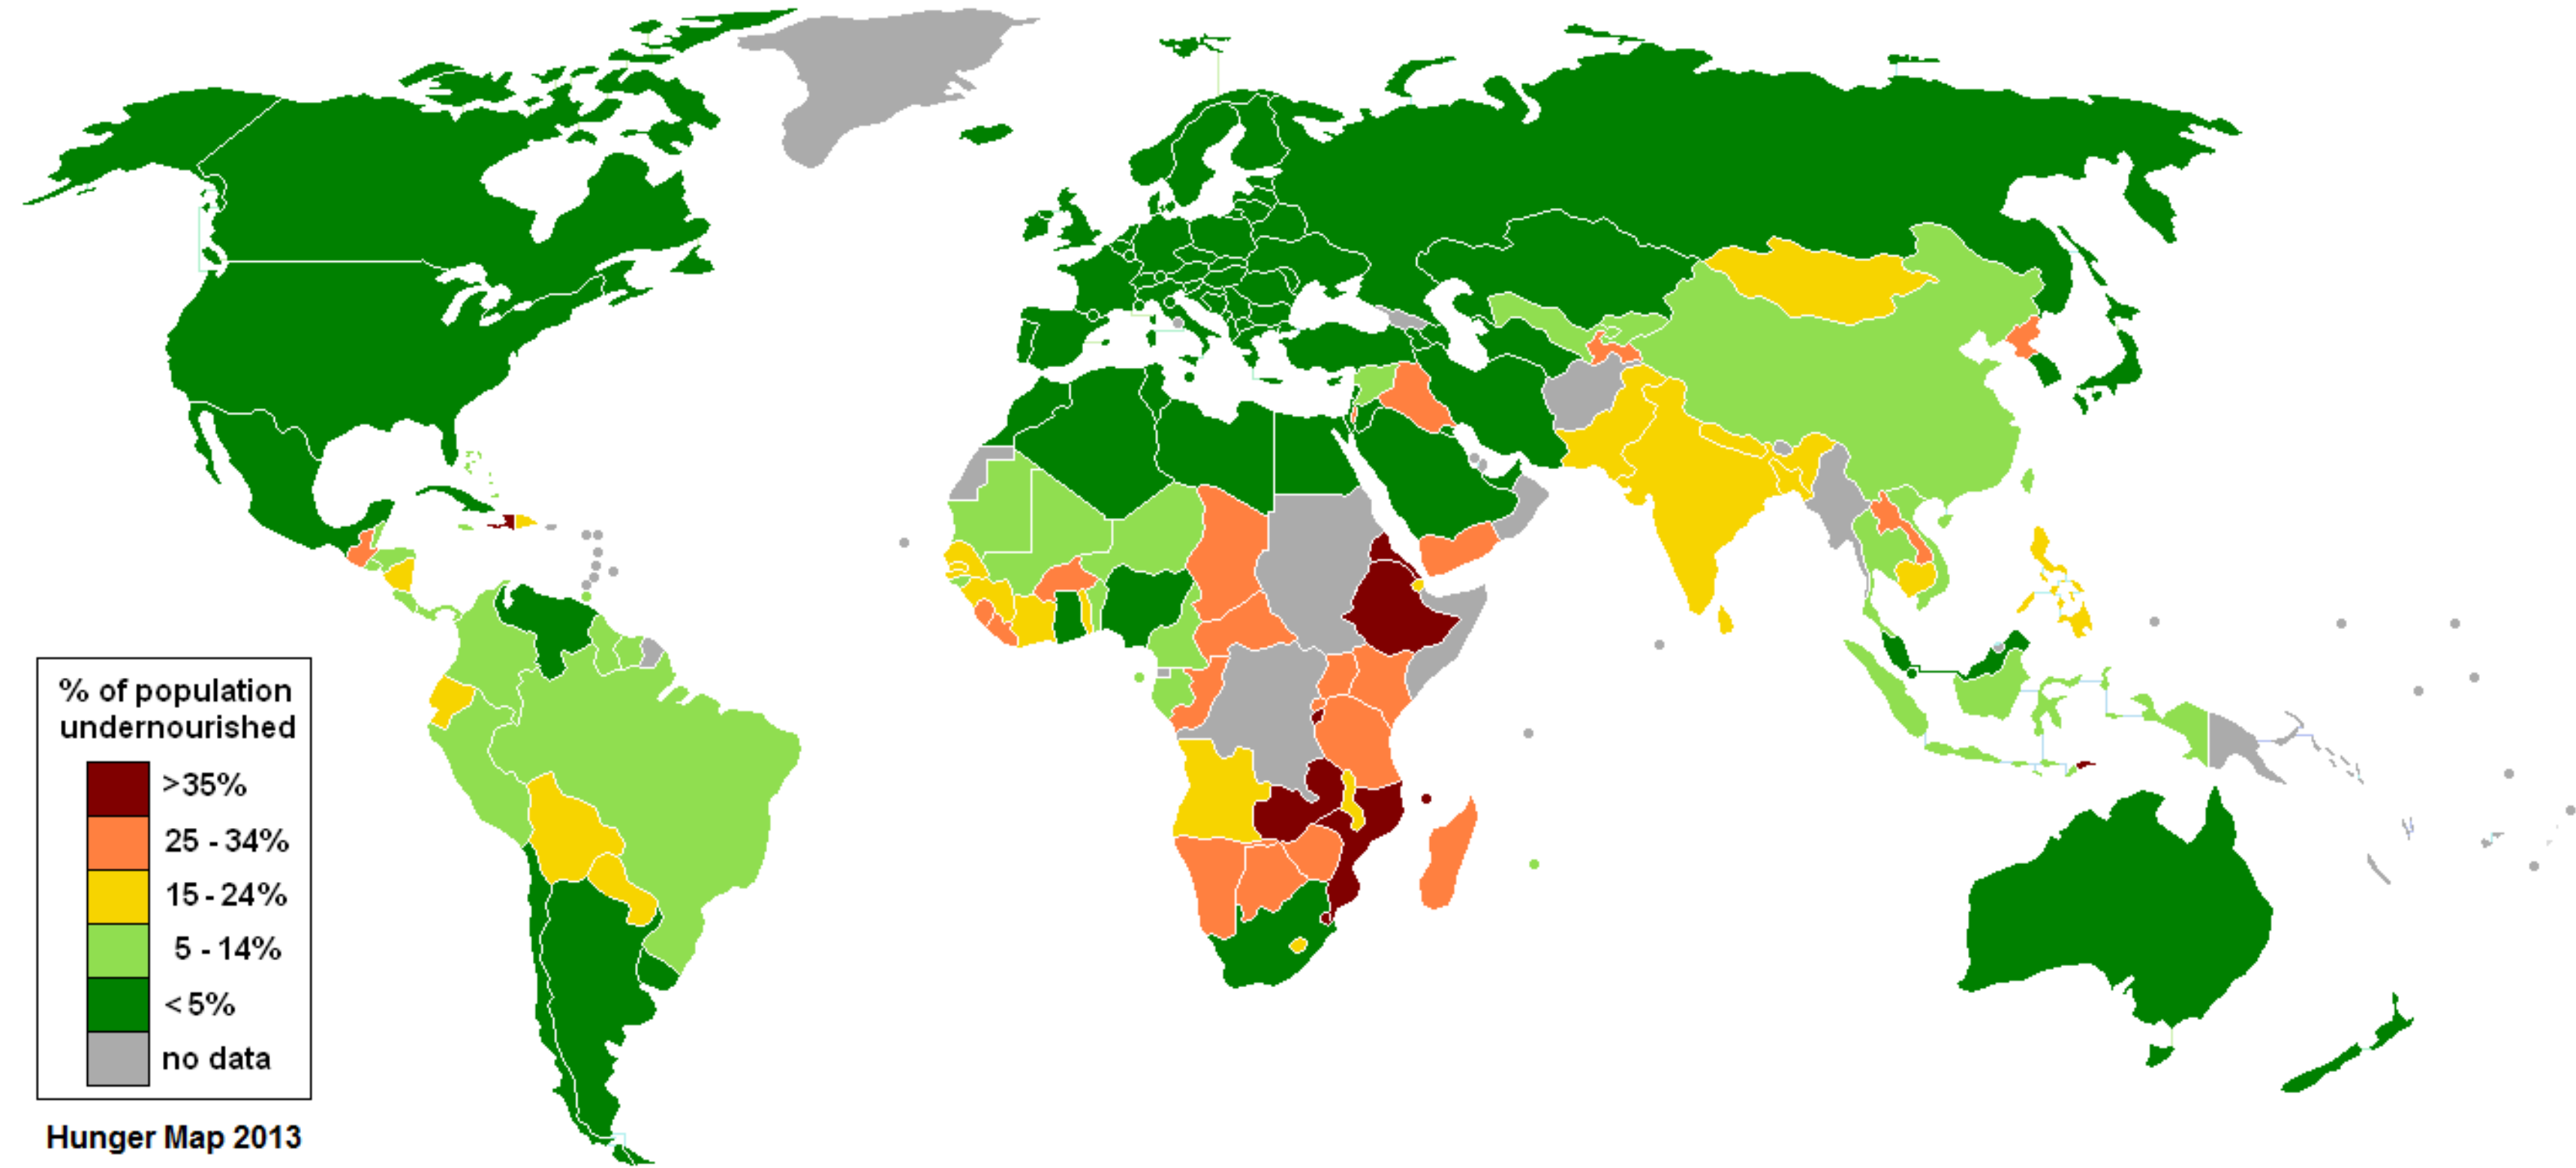 % of population
undernourished
>35%
25 - 34%
15 - 24%
5 - 14%
< 5%
no data
Hunger Map 2013